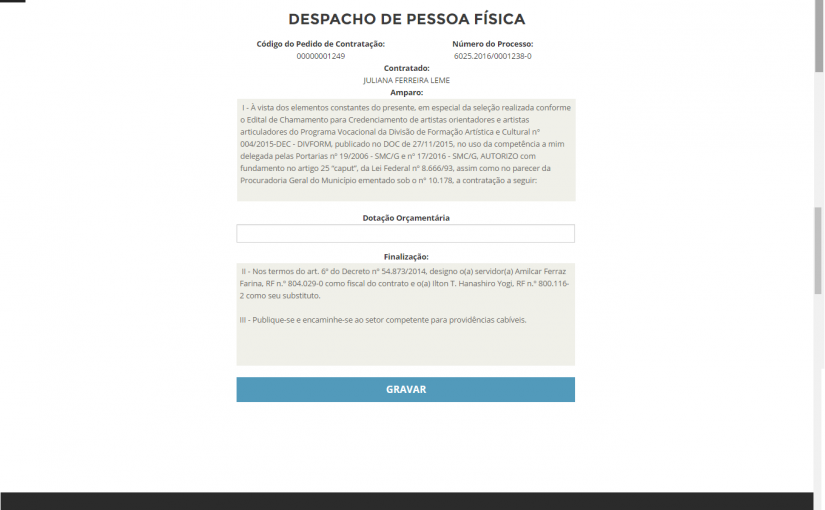 DESPACHO DE PESSOA FÍSICA
Código do Pedido de Contratação:
00000001249
Número do Processo:
6025.2016/0001238-0
Contratado:
JULIANA FERREIRA LEME
Amparo:
I - À vista dos elementos constantes do presente, em especial da seleção realizada conforme
o Edital de Chamamento para Credenciamento de artistas orientadores e artistas
articuladores do Programa Vocacional da Divisão de Formação Artística e Cultural nº
004/2015-DEC - DIVFORM, publicado no DOC de 27/11/2015, no uso da competência a mim
delegada pelas Portarias nº 19/2006 - SMC/G e nº 17/2016 - SMC/G, AUTORIZO com
fundamento no artigo 25 “caput”, da Lei Federal nº 8.666/93, assim como no parecer da
Procuradoria Geral do Município ementado sob o nº 10.178, a contratação a seguir:
Dotação Orçamentária
Finalização:
II - Nos termos do art. 6º do Decreto nº 54.873/2014, designo o(a) servidor(a) Amilcar Ferraz
Farina, RF n.º 804.029-0 como fiscal do contrato e o(a) Ilton T. Hanashiro Yogi, RF n.º 800.116-
2 como seu substituto.
III - Publique-se e encaminhe-se ao setor competente para providências cabíveis.
GRAVAR